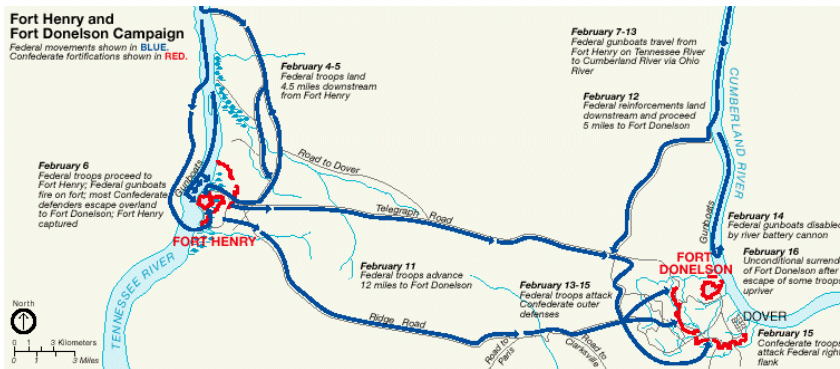 Fort Henry and
Fort Donelson Campaign
Federal movements shown in BLUE.
Confederate fortifications shown in RED.
February 4-5
Federal troops land
4.5 miles downstream
from Fort Henry
February 7-13
Federal gunboats travel from
Fort Henry on Tennessee River
to Cumberland River via Ohio
River
February 12
Federal reinforcements land
downstream and proceed
5 miles to Fort Donelson
CUMBERLAND RIVER
February 6
Federal troops proceed to
Fort Henry; Federal gunboats
fire on fort; most Confederate
defenders escape overland
to Fort Donelson; Fort Henry
captured
Gunboats
Road to Dover
Telegraph Road
FORT HENRY
TENNESSEE RIVER
Gunboats
February 14
Federal gunboats disabled
by river battery cannon
February 16
Unconditional surrend
of Fort Donelson after
escape of some troops
upriver
FORT
DONELSON
February 11
Federal troops advance
12 miles to Fort Donelson
February 13-15
Federal troops attack
Confederate outer
defenses
DOVER
Ridge Road
Road to
Paris
Road to
Clarksville
February 15
Confederate troops
attack Federal right
flank
North
0 1 3 Kilometers
0 1 3 Miles